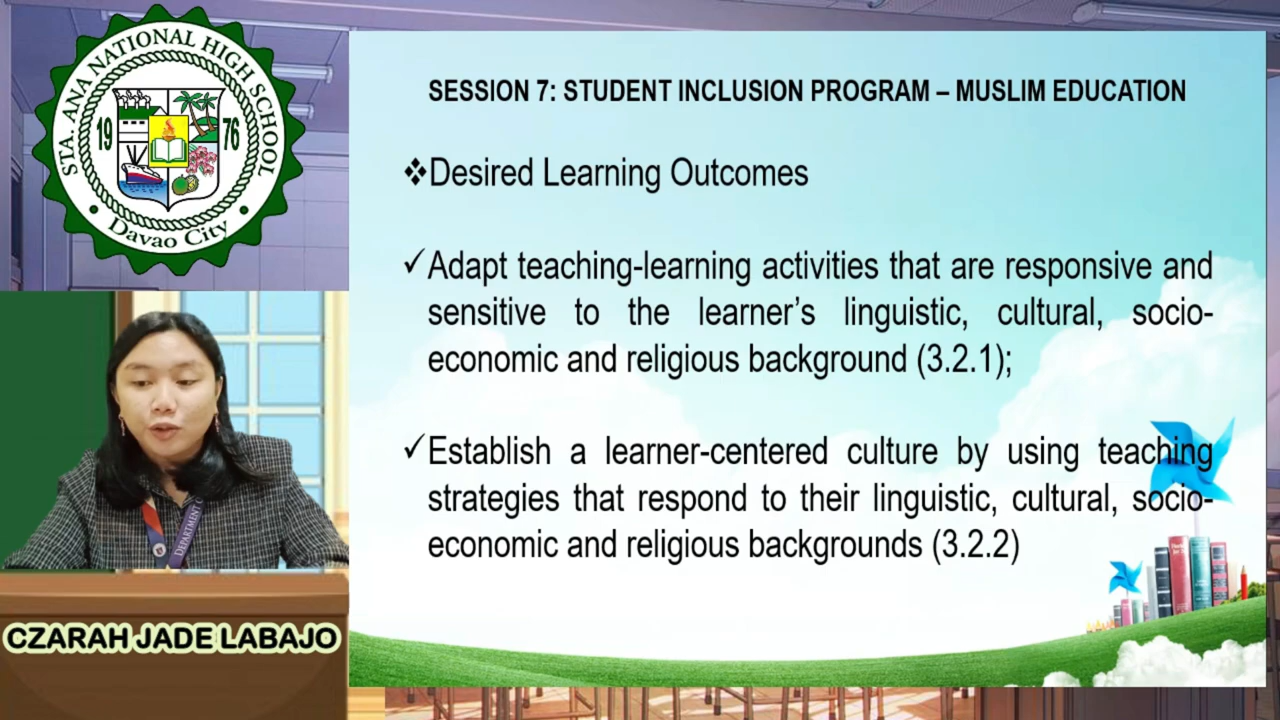 STA. ANA NATIONAL HIGH SCHOOL
19 76
Davao City
SESSION 7: STUDENT INCLUSION PROGRAM – MUSLIM EDUCATION
❖Desired Learning Outcomes
✓Adapt teaching-learning activities that are responsive and
sensitive to the learner’s linguistic, cultural, socio-
economic and religious background (3.2.1);
✓Establish a learner-centered culture by using teaching
strategies that respond to their linguistic, cultural, socio-
economic and religious backgrounds (3.2.2)
DEPARTMENT
CZARAH JADE LABAJO